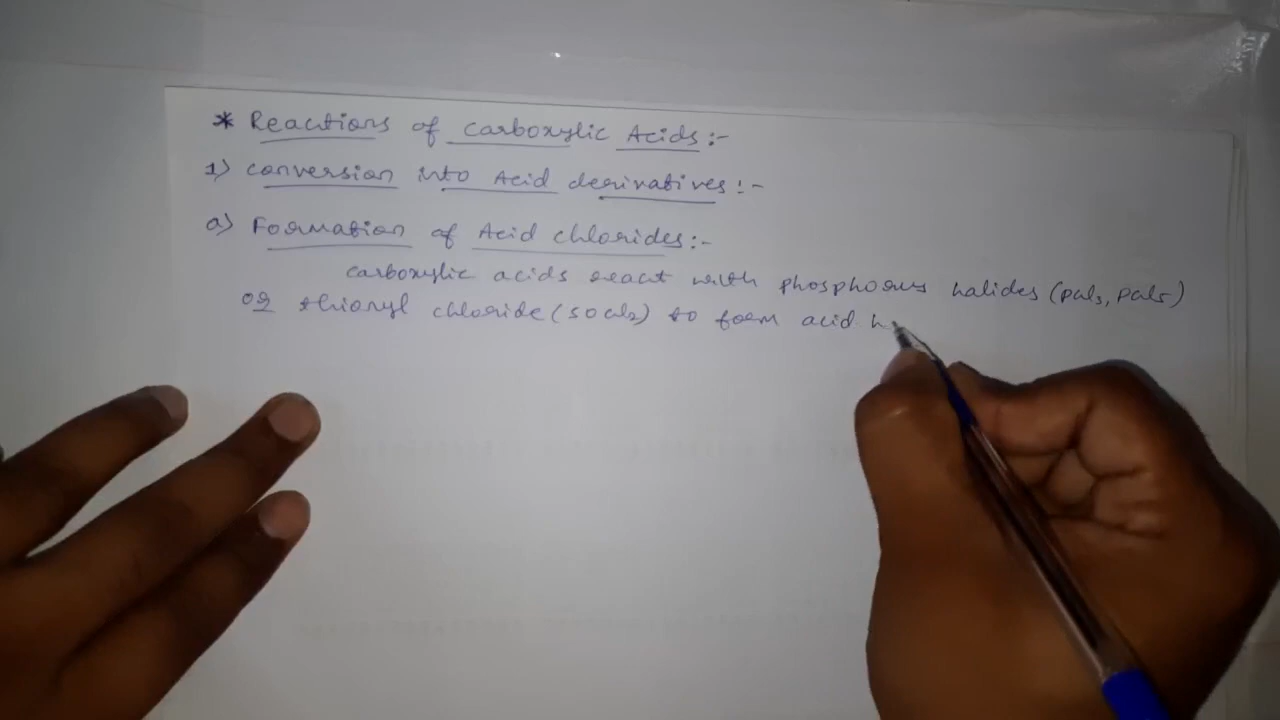 * Reactions of Carboxylic Acids:-
1) Conversion into Acid derivatives:-
a) Formation of Acid chlorides:-
carboxylic acids react with phosphorus halides (PCl3, PCl5)
or thionyl chloride (SOCl2) to form acid h